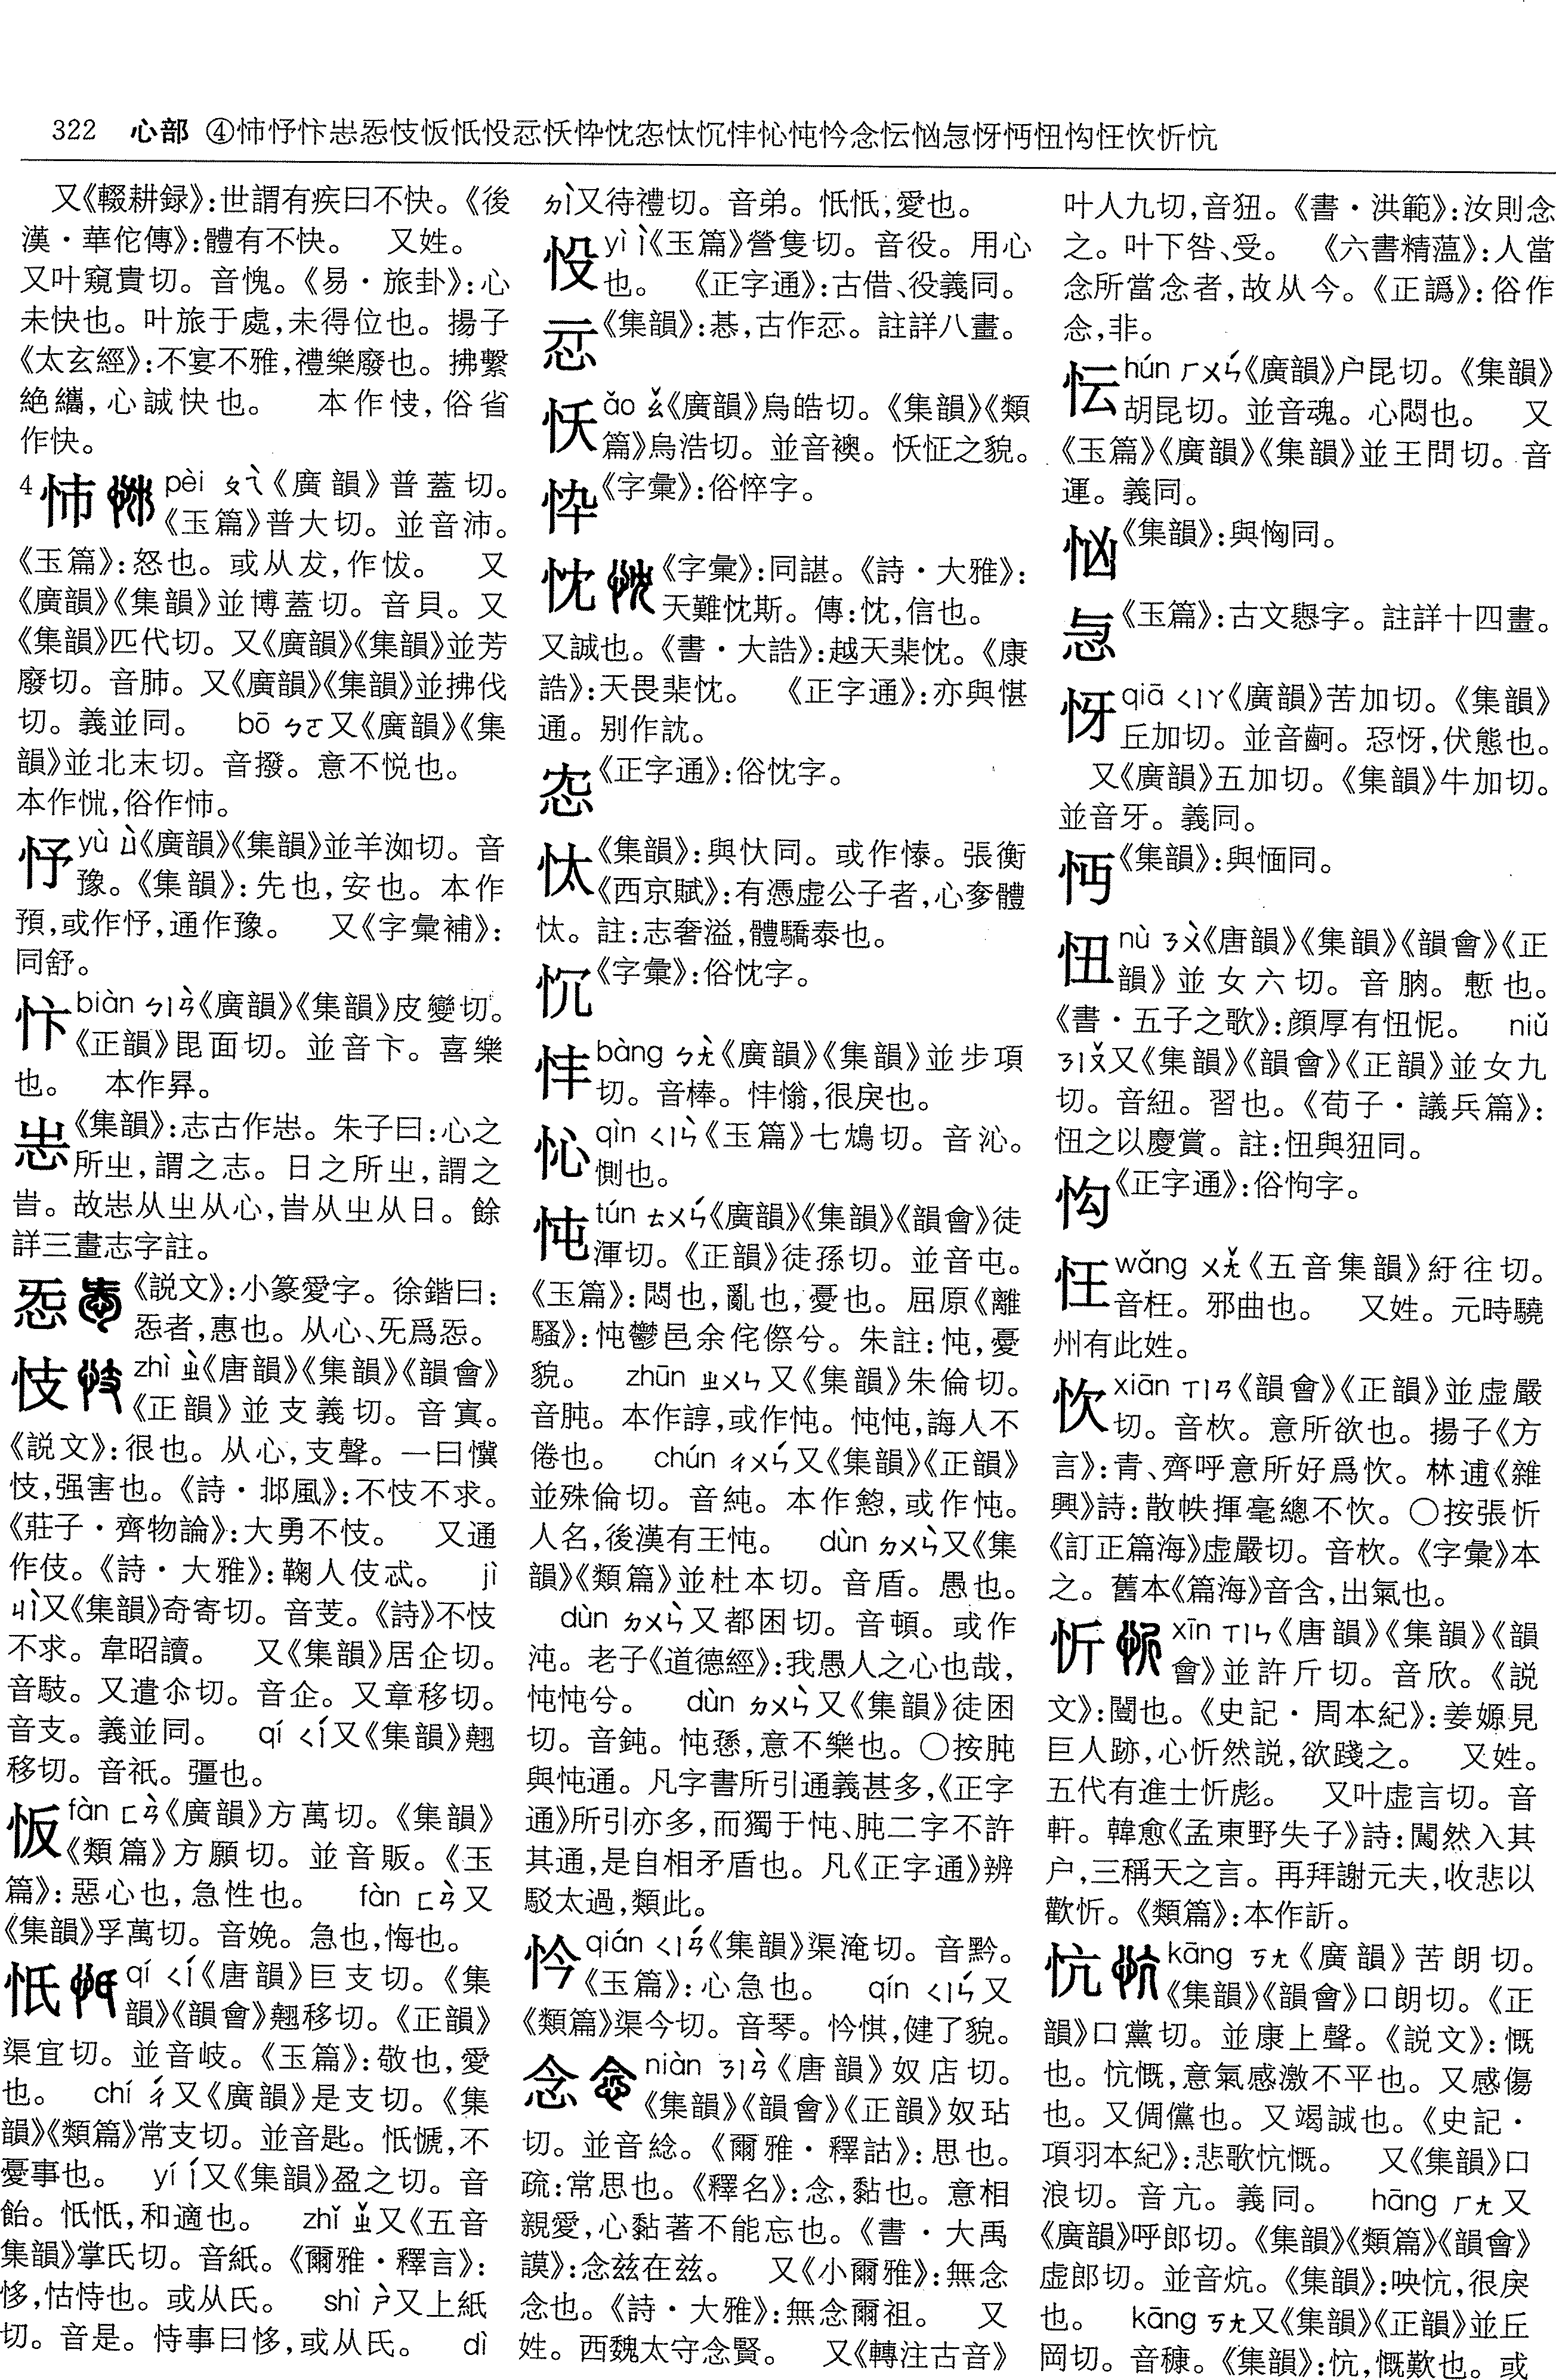 322 心部 ④怖忬忭㞢㤅忮忣忯㤥忑㤇忰忱㤈忲㤝㤶忄忳忴念忶㤐㤙㤉㤛忸㤓忹忺忻忼
又《輟耕録》:世謂有疾曰不快。《後
漢・華佗傳》:體有不快。 又姓。
又叶窺貴切。音愧。《易・旅卦》:心
未快也。叶旅于處,未得位也。揚子
《太玄經》:不宴不雅,禮樂廢也。拂繫
絶纗,心誠快也。 本作㕟,俗省
作快。
4 㤄 pèi ㄆㄟˋ《廣韻》普蓋切。
《玉篇》普大切。並音沛。
《玉篇》:怒也。或从犮,作㤕。 又
《廣韻》《集韻》並博蓋切。音貝。又
《集韻》匹代切。又《廣韻》《集韻》並芳
廢切。音肺。又《廣韻》《集韻》並拂伐
切。義並同。 bō ㄅㄛ又《廣韻》《集
韻》並北末切。音撥。意不悦也。
本作,俗作㤄。
忬 yù ㄩˋ《廣韻》《集韻》並羊洳切。音
豫。《集韻》:先也,安也。本作
預,或作忬,通作豫。 又《字彙補》:
同舒。
忭 biàn ㄅㄧㄢˋ《廣韻》《集韻》皮變切。
《正韻》毘面切。並音卞。喜樂
也。 本作昪。
《集韻》:志古作。朱子曰:心之
所㞢,謂之志。日之所㞢,謂之
旹。故从㞢从心,旹从㞢从日。餘
詳三畫志字註。
㤅《説文》:小篆愛字。徐鍇曰:
㤅者,惠也。从心、旡爲㤅。
忮 zhì ㄓˋ《唐韻》《集韻》《韻會》
《正韻》並支義切。音寘。
《説文》:很也。从心,支聲。一曰懻
忮,强害也。《詩・邶風》:不忮不求。
《莊子・齊物論》:大勇不忮。 又通
作伎。《詩・大雅》:鞫人伎忒。 jì
ㄐㄧˋ又《集韻》奇寄切。音芰。《詩》不忮
不求。韋昭讀。 又《集韻》居企切。
音馶。又遣尒切。音企。又章移切。
音支。義並同。 qí ㄑㄧˊ又《集韻》翹
移切。音祇。彊也。
㤆 fàn ㄈㄢˋ《廣韻》方萬切。《集韻》
《類篇》方願切。並音販。《玉
篇》:惡心也,急性也。 fàn ㄈㄢˋ又
《集韻》孚萬切。音娩。急也,悔也。
忯 qí ㄑㄧˊ《唐韻》巨支切。《集
韻》《韻會》翹移切。《正韻》
渠宜切。並音岐。《玉篇》:敬也,愛
也。 chí ㄔˊ又《廣韻》是支切。《集
韻》《類篇》常支切。並音匙。忯,不
憂事也。 yí ㄧˊ又《集韻》盈之切。音
飴。忯忯,和適也。 zhǐ ㄓˇ又《五音
集韻》掌氏切。音紙。《爾雅・釋言》:
恀,怙恃也。或从氏。 shì ㄕˋ又上紙
切。音是。恃事曰恀,或从氏。 dì
ㄉㄧˋ又待禮切。音弟。忯忯,愛也。
㣲 yì ㄧˋ《玉篇》營隻切。音役。用心
也。 《正字通》:古借、役義同。
㤍《集韻》:惎,古作忈。註詳八畫。
㤇 ǎo ㄠˇ《廣韻》烏皓切。《集韻》《類
篇》烏浩切。並音襖。㤇怔之貌。
忰《字彙》:俗悴字。
忱《字彙》:同諶。《詩・大雅》:
天難忱斯。傳:忱,信也。
又誠也。《書・大誥》:越天棐忱。《康
誥》:天畏棐忱。 《正字通》:亦與愖
通。别作訦。
《正字通》:俗忱字。
忲《集韻》:與忕同。或作㥭。張衡
《西京賦》:有憑虚公子者,心奓體
忲。註:志奢溢,體驕泰也。
《字彙》:俗忱字。
㤃 bàng ㄅㄤˋ《廣韻》《集韻》並步項
切。音棒。㤃㥬,很戾也。
㤈 qìn ㄑㄧㄣˋ《玉篇》七鴆切。音沁。
惻也。
忳 tún ㄊㄨㄣˊ《廣韻》《集韻》《韻會》徒
渾切。《正韻》徒孫切。並音屯。
《玉篇》:悶也,亂也,憂也。屈原《離
騷》:忳鬱邑余侘傺兮。朱註:忳,憂
貌。 zhūn ㄓㄨㄣ又《集韻》朱倫切。
音肫。本作諄,或作忳。忳忳,誨人不
倦也。 chún ㄔㄨㄣˊ又《集韻》《正韻》
並殊倫切。音純。本作,或作忳。
人名,後漢有王忳。 dùn ㄉㄨㄣˋ又《集
韻》《類篇》並杜本切。音盾。愚也。
dùn ㄉㄨㄣˋ又都困切。音頓。或作
沌。老子《道德經》:我愚人之心也哉,
忳忳兮。 dùn ㄉㄨㄣˋ又《集韻》徒困
切。音鈍。忳愻,意不樂也。○按肫
與忳通。凡字書所引通義甚多,《正字
通》所引亦多,而獨于忳、肫二字不許
其通,是自相矛盾也。凡《正字通》辨
駁太過,類此。
忴 qián ㄑㄧㄢˊ《集韻》渠淹切。音黔。
《玉篇》:心急也。 qín ㄑㄧㄣˊ又
《類篇》渠今切。音琴。忴惏,健了貌。
念 niàn ㄋㄧㄢˋ《唐韻》奴店切。
《集韻》《韻會》《正韻》奴玷
切。並音淰。《爾雅・釋詁》:思也。
疏:常思也。《釋名》:念,黏也。意相
親愛,心黏著不能忘也。《書・大禹
謨》:念兹在兹。 又《小爾雅》:無念
念也。《詩・大雅》:無念爾祖。 又
姓。西魏太守念賢。 又《轉注古音》
叶人九切,音狃。《書・洪範》:汝則念
之。叶下咎、受。 《六書精藴》:人當
念所當念者,故从今。《正譌》:俗作
念,非。
忶 hún ㄏㄨㄣˊ《廣韻》户昆切。《集韻》
胡昆切。並音魂。心悶也。 又
《玉篇》《廣韻》《集韻》並王問切。音
運。義同。
《集韻》:與恟同。
《玉篇》:古文懸字。註詳十四畫。
㤉 qiā ㄑㄧㄚ《廣韻》苦加切。《集韻》
丘加切。並音齣。㤉,伏態也。
又《廣韻》五加切。《集韻》牛加切。
並音牙。義同。
《集韻》:與愐同。
忸 nù ㄋㄨˋ《唐韻》《集韻》《韻會》《正
韻》並女六切。音朒。慙也。
《書・五子之歌》:顔厚有忸怩。 niǔ
ㄋㄧㄡˇ又《集韻》《韻會》《正韻》並女九
切。音紐。習也。《荀子・議兵篇》:
忸之以慶賞。註:忸與狃同。
《正字通》:俗恂字。
忹 wǎng ㄨㄤˇ《五音集韻》紆往切。
音枉。邪曲也。 又姓。元時驍
州有此姓。
忺 xiān ㄒㄧㄢ《韻會》《正韻》並虚嚴
切。音杴。意所欲也。揚子《方
言》:青、齊呼意所好爲忺。林逋《雜
興》詩:散帙揮毫總不忺。○按張忻
《訂正篇海》虚嚴切。音杴。《字彙》本
之。舊本《篇海》音含,出氣也。
忻 xīn ㄒㄧㄣ《唐韻》《集韻》《韻
會》並許斤切。音欣。《説
文》:闓也。《史記・周本紀》:姜嫄見
巨人跡,心忻然説,欲踐之。 又姓。
五代有進士忻彪。 又叶虚言切。音
軒。韓愈《孟東野失子》詩:闖然入其
户,三稱天之言。再拜謝元夫,收悲以
歡忻。《類篇》:本作訢。
忼 kāng ㄎㄤ《廣韻》苦朗切。
《集韻》《韻會》口朗切。《正
韻》口黨切。並康上聲。《説文》:慨
也。忼慨,意氣感激不平也。又感傷
也。又倜儻也。又竭誠也。《史記・
項羽本紀》:悲歌忼慨。 又《集韻》口
浪切。音亢。義同。 hāng ㄏㄤ又
《廣韻》呼郎切。《集韻》《類篇》《韻會》
虚郎切。並音炕。《集韻》:㫛忼,很戾
也。 kāng ㄎㄤ又《集韻》《正韻》並丘
岡切。音穅。《集韻》:忼,慨歎也。或